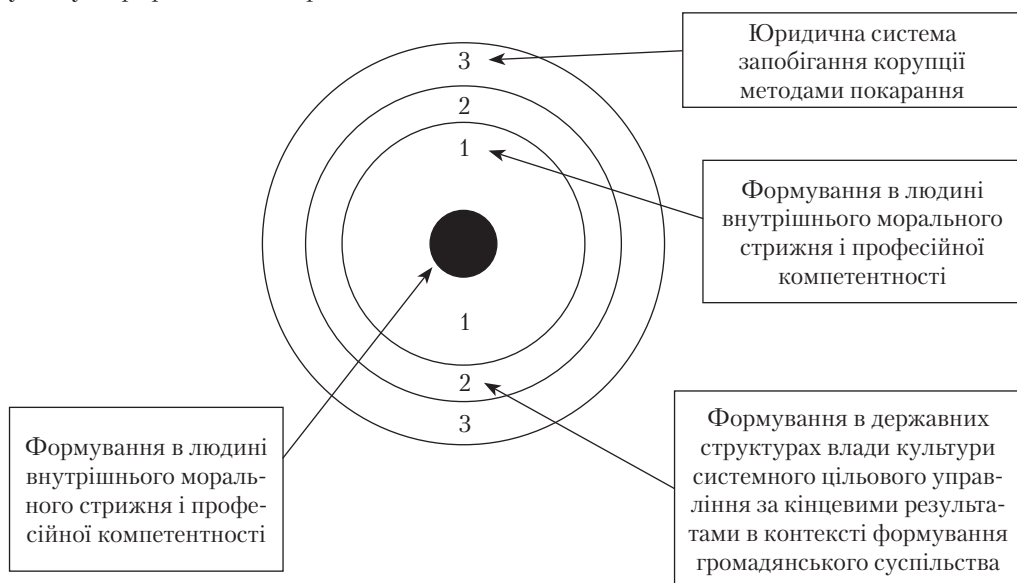 3
2
1
1
2
3
Юридична система
запобігання корупції
методами покарання
Формування в людині
внутрішнього морального
стрижня і професійної
компетентності
Формування в людині
внутрішнього мораль-
ного стрижня і профе-
сійної компетентності
Формування в державних
структурах влади культури
системного цільового управ-
ління за кінцевими результа-
тами в контексті формування
громадянського суспільства